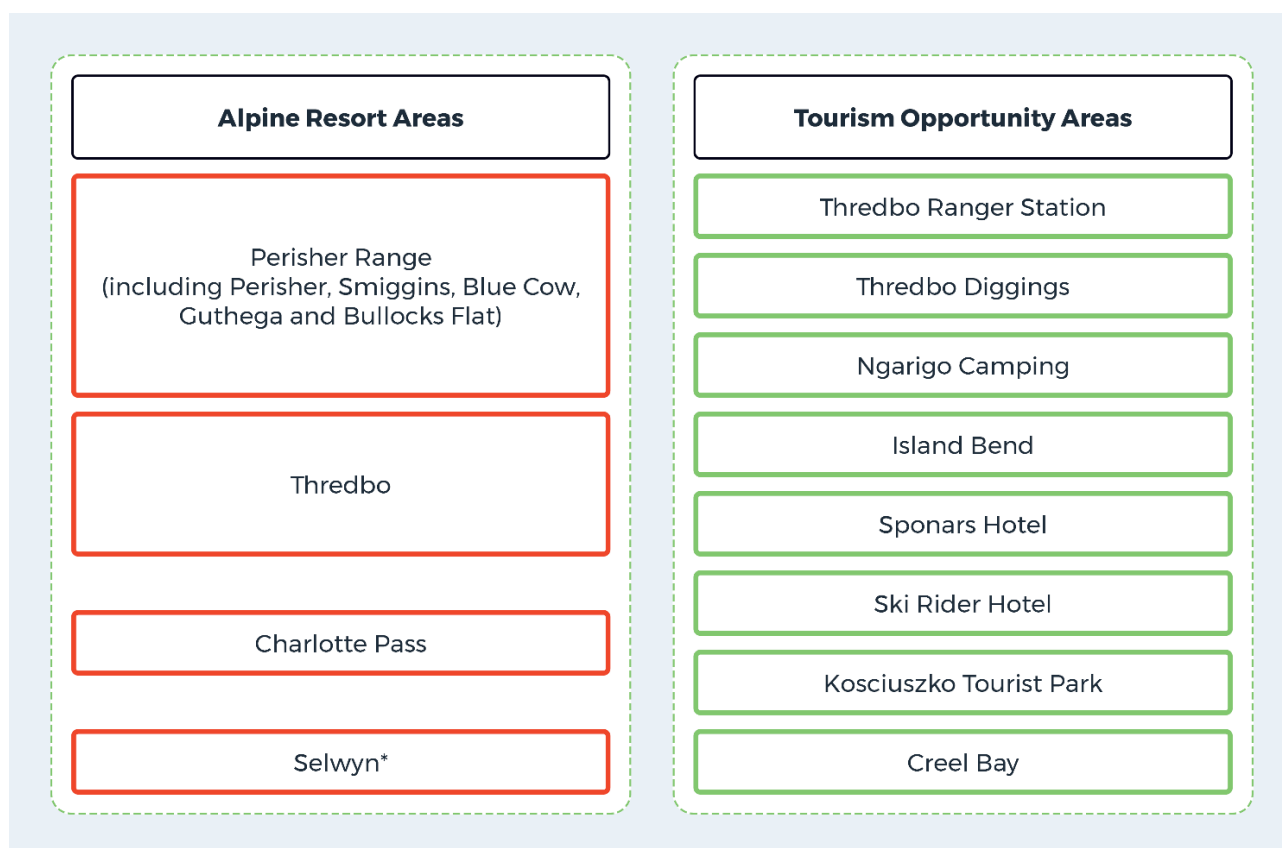 Alpine Resort Areas
Perisher Range
(including Perisher, Smiggins, Blue Cow,
Guthega and Bullocks Flat)
Thredbo
Charlotte Pass
Selwyn*
Tourism Opportunity Areas
Thredbo Ranger Station
Thredbo Diggings
Ngarigo Camping
Island Bend
Sponars Hotel
Ski Rider Hotel
Kosciuszko Tourist Park
Creel Bay